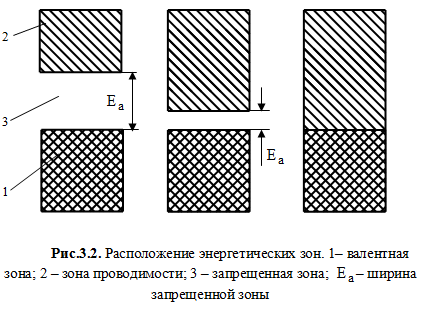 2
3
1
Eа
Eа
Рис.3.2. Расположение энергетических зон. 1– валентная
зона; 2 – зона проводимости; 3 – запрещенная зона; Eа – ширина
запрещенной зоны